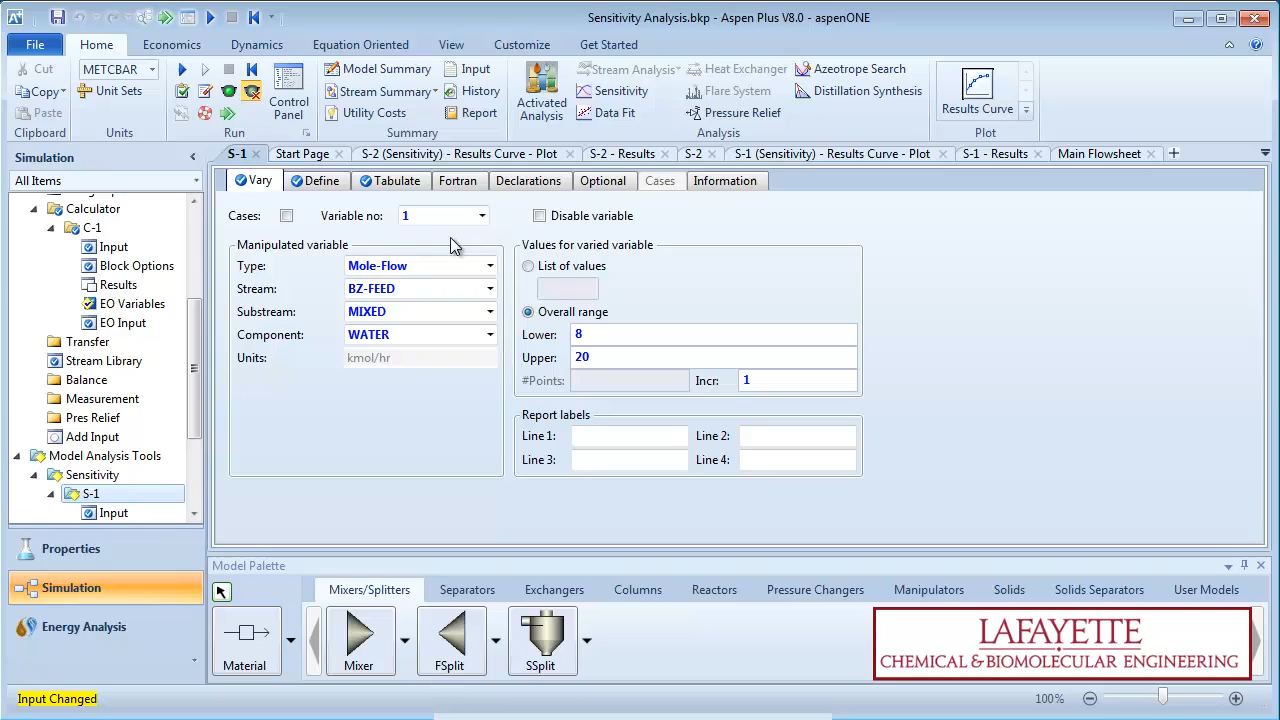 Sensitivity Analysis.bkp - Aspen Plus V8.0 - aspenONE
File Home Economics Dynamics Equation Oriented View Customize Get Started
Cut METCBAR Model Summary Input Stream Analysis Heat Exchanger Azeotrope Search
Copy Unit Sets Control Panel Stream Summary History Activated Analysis Sensitivity Flare System Distillation Synthesis Results Curve
Paste Utility Costs Report Data Fit Pressure Relief
Clipboard Units Run Summary Analysis Plot
Simulation S-1 Start Page S-2 (Sensitivity) - Results Curve - Plot S-2 - Results S-2 S-1 (Sensitivity) - Results Curve - Plot S-1 - Results Main Flowsheet
All Items Vary Define Tabulate Fortran Declarations Optional Cases Information
Calculator
C-1
Input
Block Options
Results
EO Variables
EO Input
Transfer
Stream Library
Balance
Measurement
Pres Relief
Add Input
Model Analysis Tools
Sensitivity
S-1
Input
Properties
Simulation
Energy Analysis
Cases: Variable no: 1 Disable variable
Manipulated variable
Type: Mole-Flow
Stream: BZ-FEED
Substream: MIXED
Component: WATER
Units: kmol/hr
Values for varied variable
List of values
Overall range
Lower: 8
Upper: 20
#Points: Incr: 1
Report labels
Line 1: Line 2:
Line 3: Line 4:
Model Palette
Mixers/Splitters Separators Exchangers Columns Reactors Pressure Changers Manipulators Solids Solids Separators User Models
Material Mixer FSplit SSplit
LAFAYETTE
CHEMICAL & BIOMOLECULAR ENGINEERING
Input Changed 100%